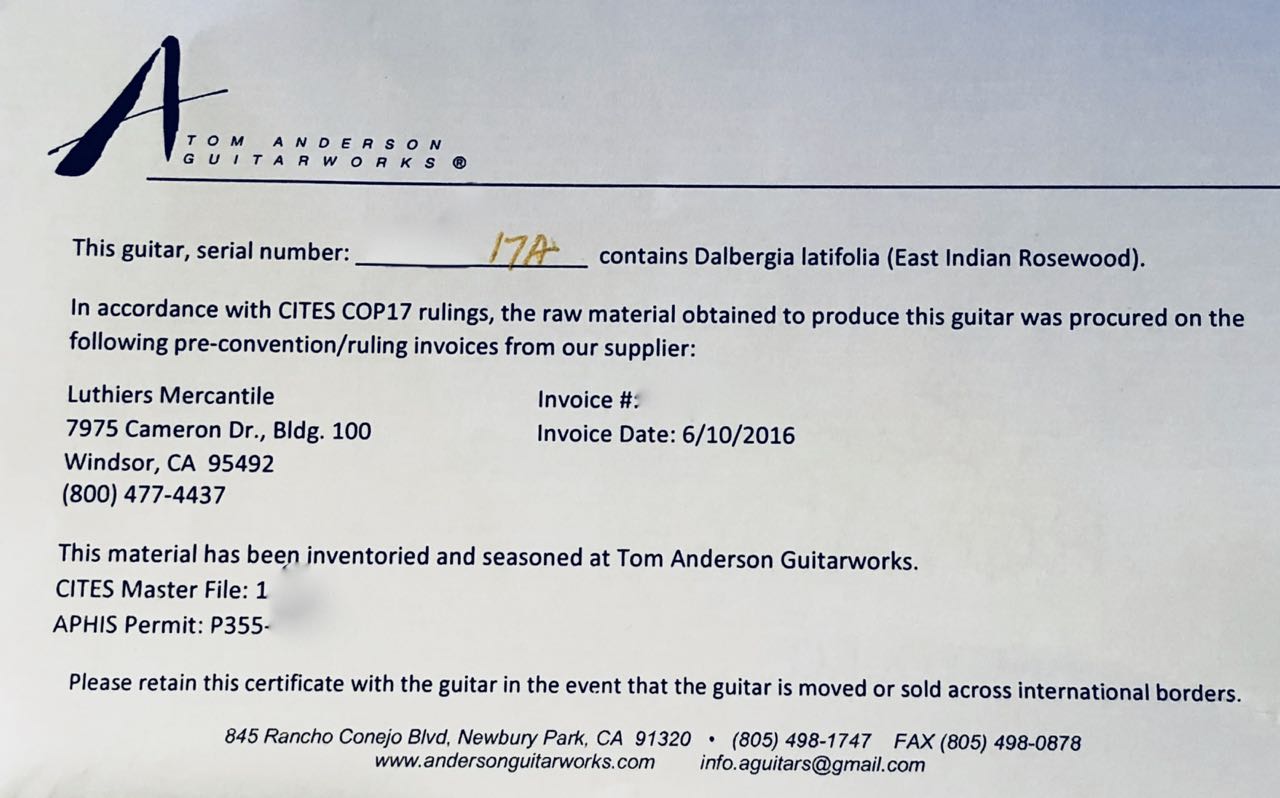 TOM ANDERSON
GUITARWORKS®
This guitar, serial number: 17A contains Dalbergia latifolia (East Indian Rosewood).
In accordance with CITES COP17 rulings, the raw material obtained to produce this guitar was procured on the
following pre-convention/ruling invoices from our supplier:
Luthiers Mercantile Invoice #:
7975 Cameron Dr., Bldg. 100 Invoice Date: 6/10/2016
Windsor, CA 95492
(800) 477-4437
This material has been inventoried and seasoned at Tom Anderson Guitarworks.
CITES Master File: 1
APHIS Permit: P355-
Please retain this certificate with the guitar in the event that the guitar is moved or sold across international borders.
845 Rancho Conejo Blvd, Newbury Park, CA 91320 • (805) 498-1747 FAX (805) 498-0878
www.andersonguitarworks.com info.aguitars@gmail.com